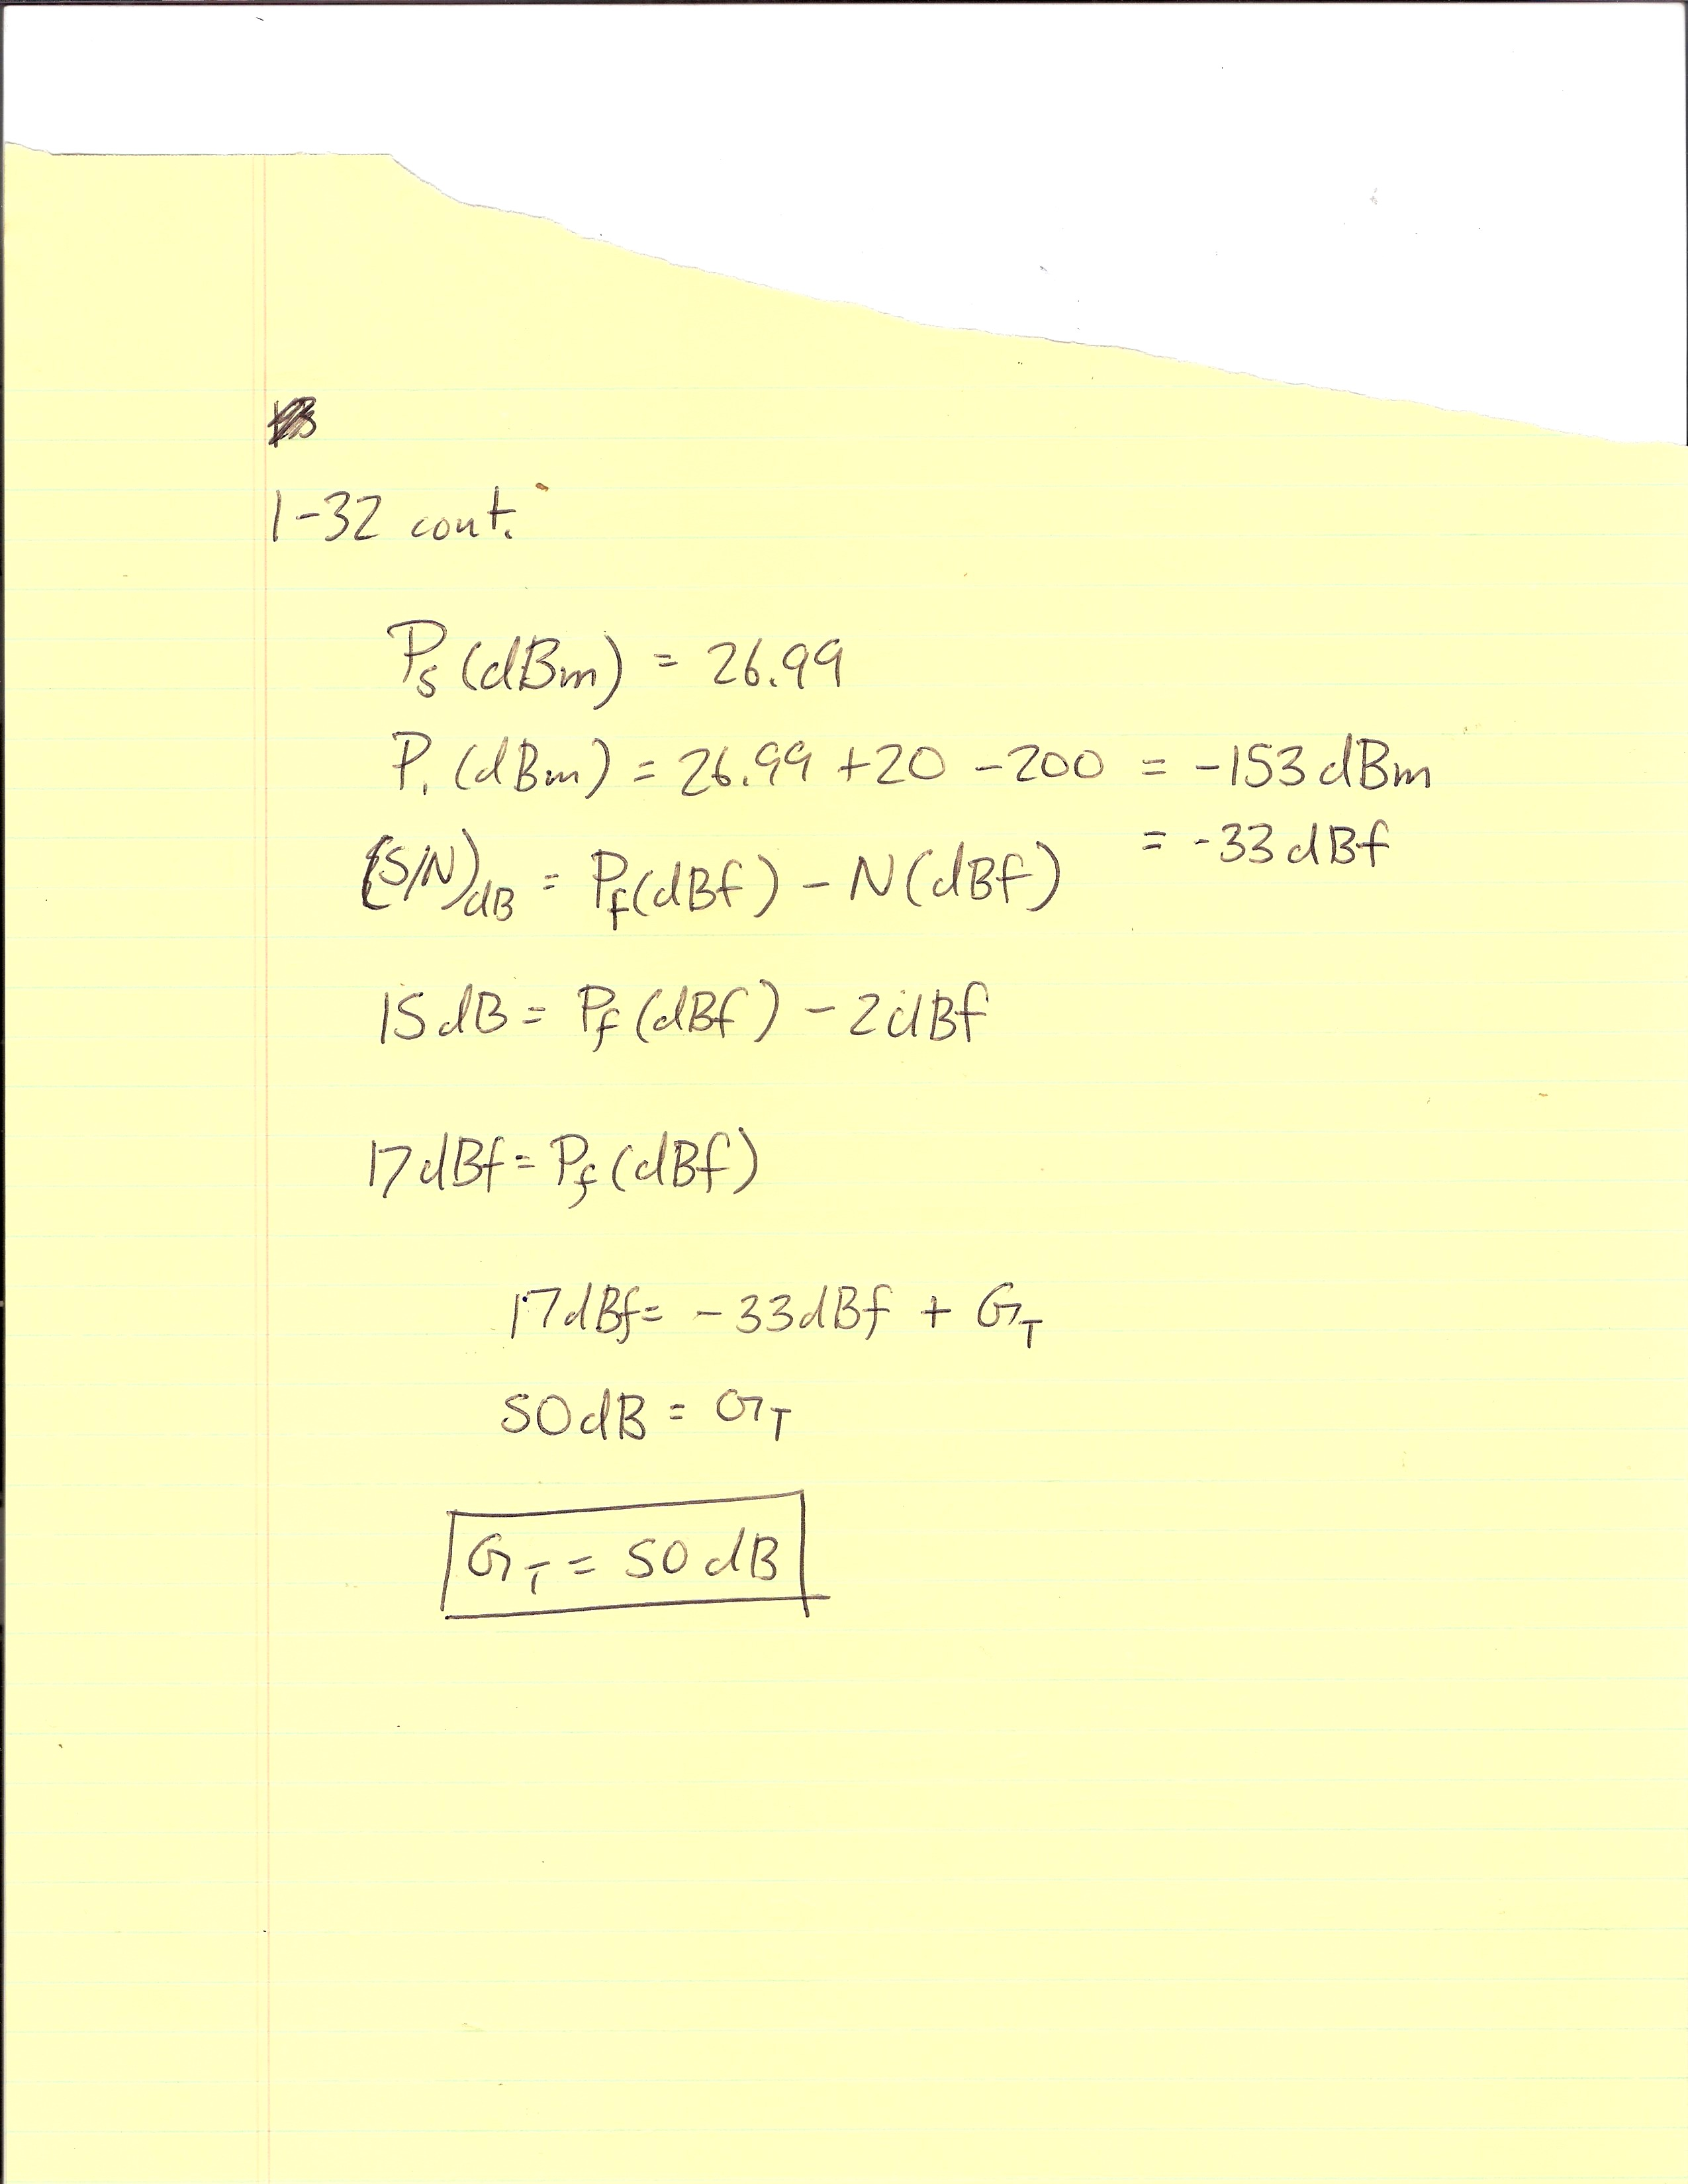 1-32 cont.
Ps (dBm) = 26.99
P. (dBm) = 26.99 +20 -200 = -153 dBm
= -33 dBf
(S/N)dB = Pf(dBf) - N(dBf)
15 dB = Pf (dBf) - 2 dBf
17 dBf = Pf (dBf)
17 dBf = -33 dBf + GT
50 dB = GT
GT = 50 dB